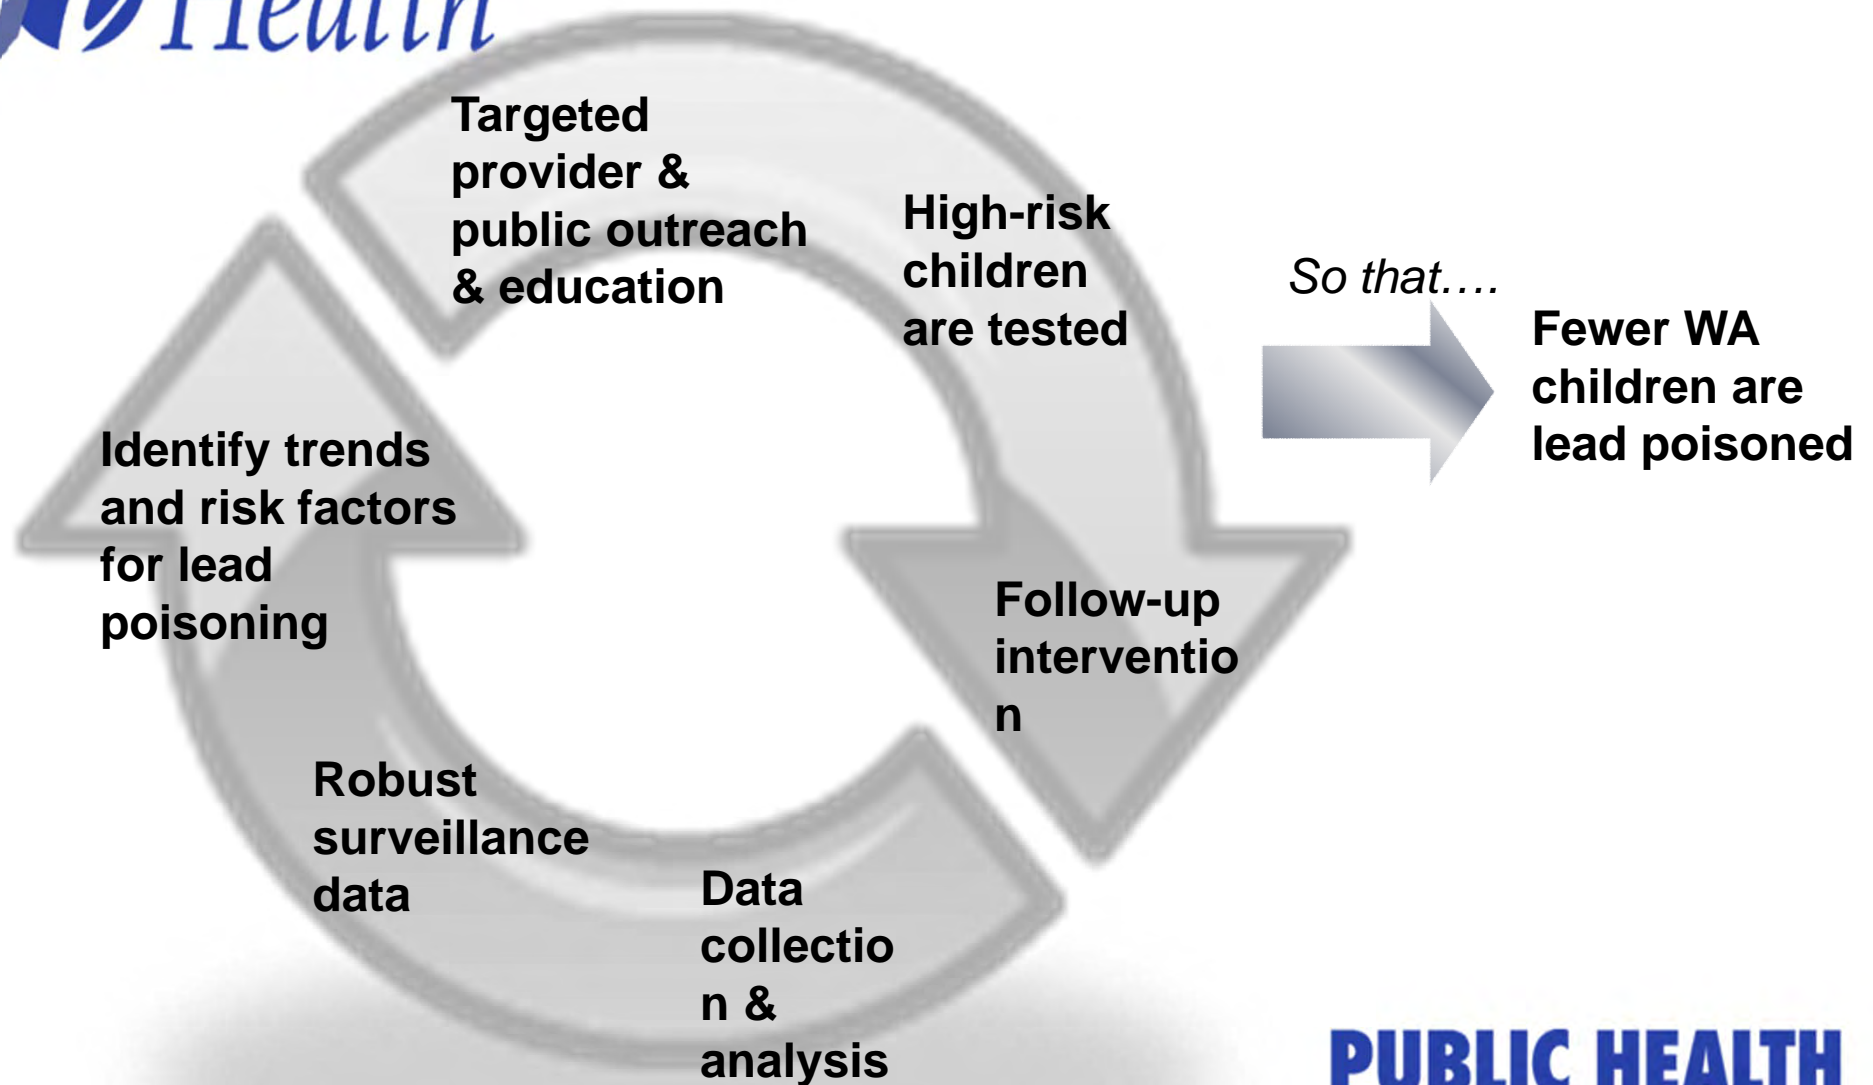 Health
Targeted
provider &
public outreach
& education
High-risk
children
are tested
So that….
Fewer WA
children are
lead poisoned
Identify trends
and risk factors
for lead
poisoning
Follow-up
interventio
n
Robust
surveillance
data
Data
collectio
n &
analysis
PUBLIC HEALTH